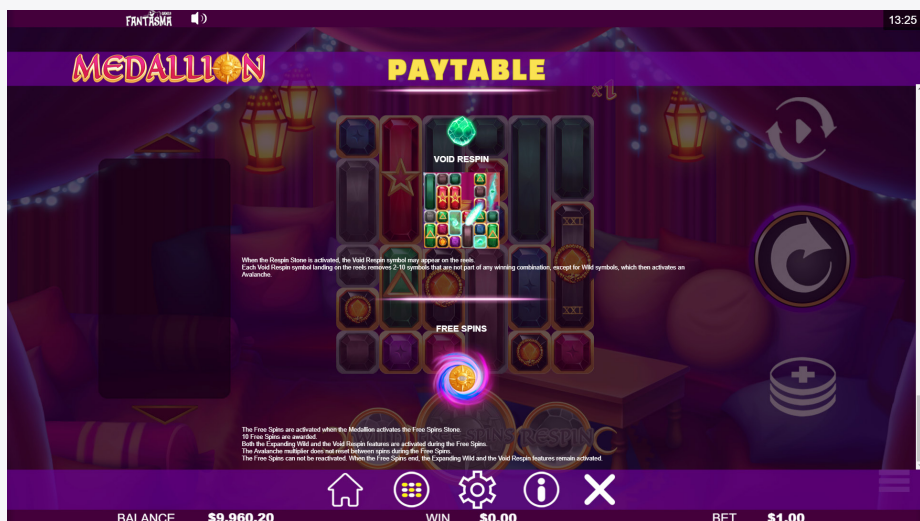 FANTASMA GAMES
13:25
MEDALLION
PAYTABLE
x1
VOID RESPIN
When the Respin Stone is activated, the Void Respin symbol may appear on the reels.
Each Void Respin symbol landing on the reels removes 2-10 symbols that are not part of any winning combination, except for Wild symbols, which then activates an
Avalanche.
XXI
XXI
FREE SPINS
The Free Spins are activated when the Medallion activates the Free Spins Stone.
10 Free Spins are awarded.
Both the Expanding Wild and the Void Respin features are activated during the Free Spins.
The Avalanche multiplier does not reset between spins during the Free Spins.
The Free Spins can not be reactivated. When the Free Spins end, the Expanding Wild and the Void Respin features remain activated.
RESPIN
BALANCE $9,960.20 WIN $0.00 BET $1.00